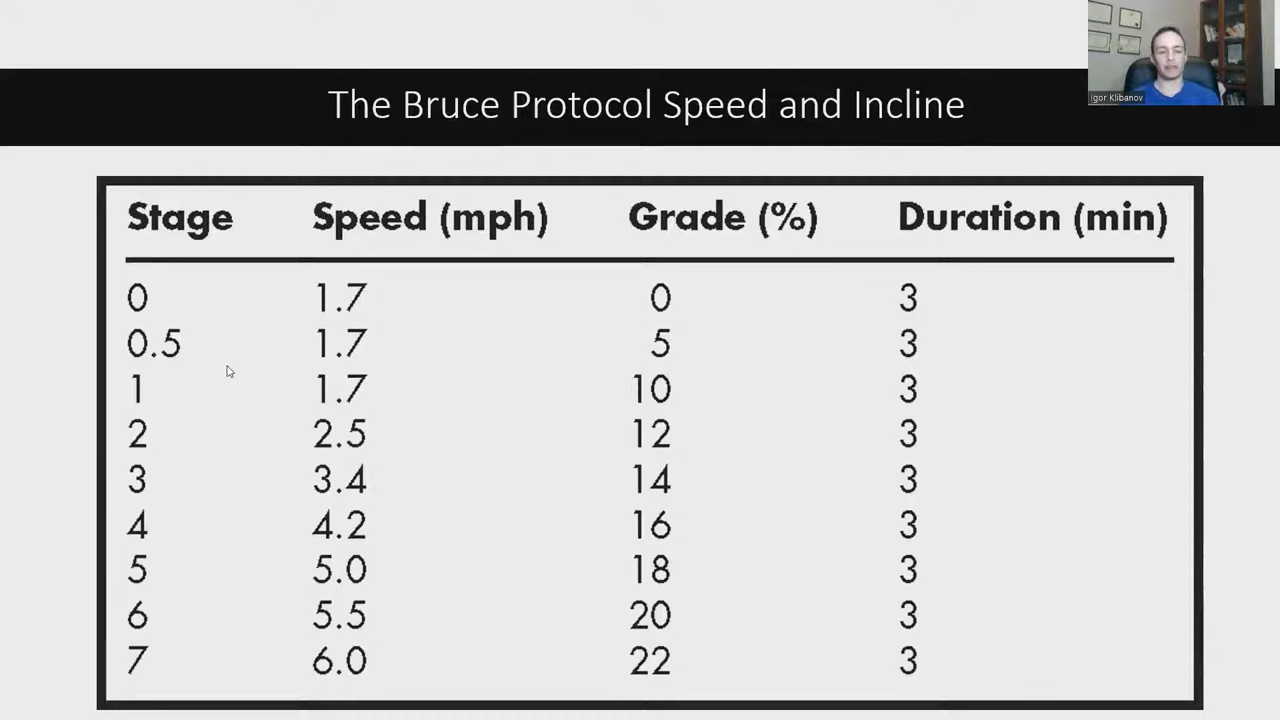 Igor Klibanov
The Bruce Protocol Speed and Incline
Stage Speed (mph) Grade (%) Duration (min)
0 1.7 0 3
0.5 1.7 5 3
1 1.7 10 3
2 2.5 12 3
3 3.4 14 3
4 4.2 16 3
5 5.0 18 3
6 5.5 20 3
7 6.0 22 3